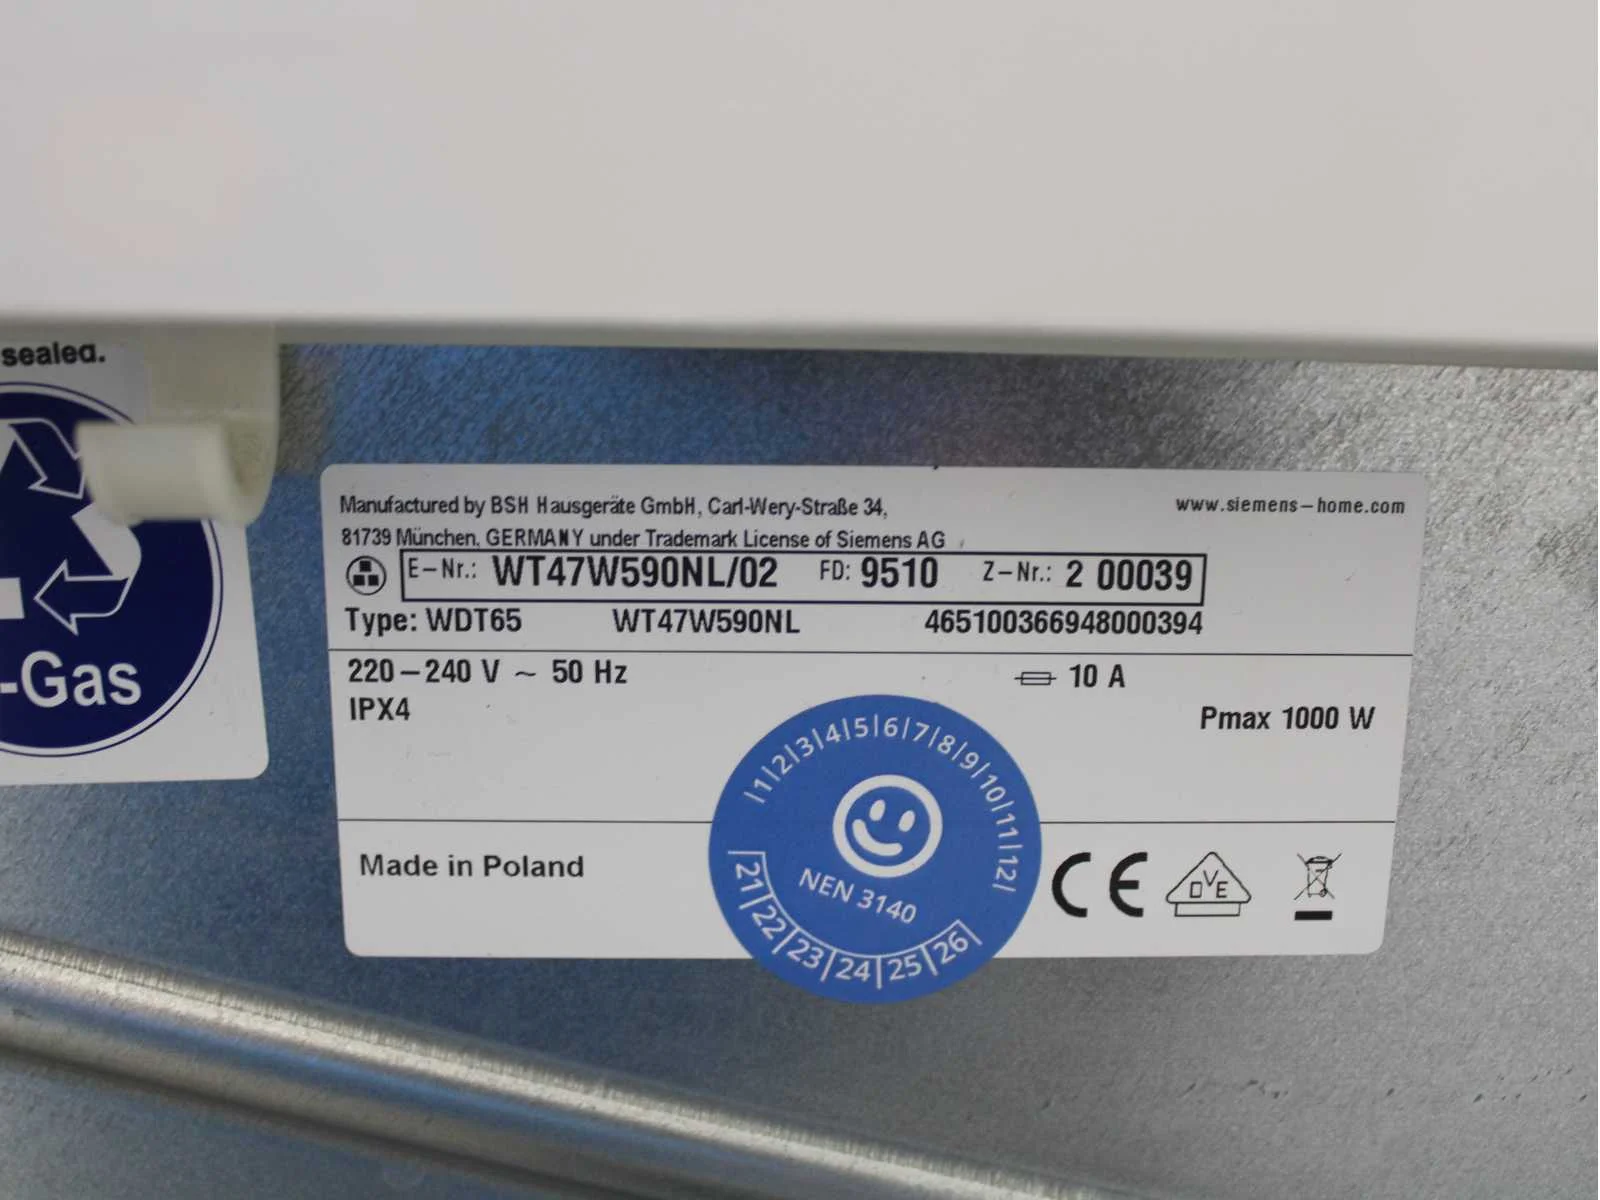 sealed.
-Gas
Manufactured by BSH Hausgeräte GmbH, Carl-Wery-Straße 34,
www.siemens-home.com
81739 München, GERMANY under Trademark License of Siemens AG
E-Nr.: WT47W590NL/02 FD: 9510 Z-Nr.: 2 00039
Type: WDT65 WT47W590NL 465100366948000394
220-240 V ~ 50 Hz 10 A
IPX4 Pmax 1000 W
|1|2|3|4|5|6|7|8|9|10|11|12|
NEN 3140
|21|22|23|24|25|26|
Made in Poland
CE
DVE